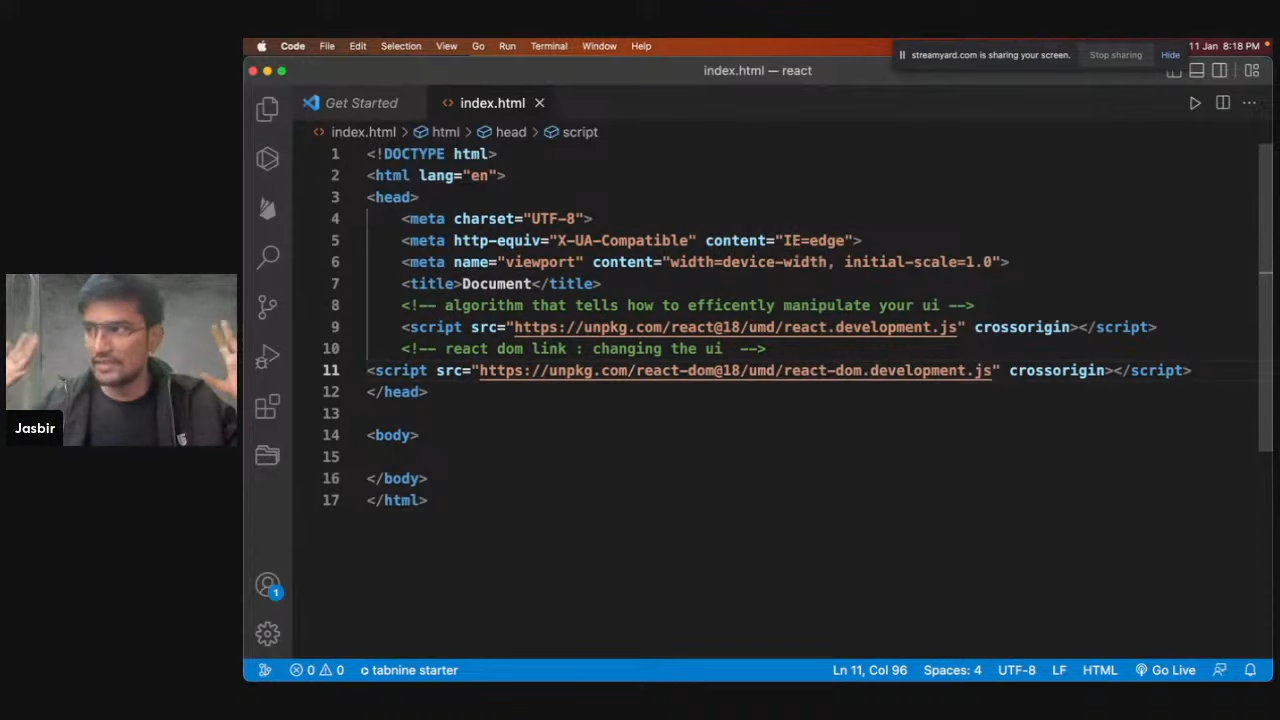 Code File Edit Selection View Go Run Terminal Window Help
streamyard.com is sharing your screen. Stop sharing Hide
11 Jan 8:18 PM
index.html — react
Get Started index.html
index.html > html > head > script
1 <!DOCTYPE html>
2 <html lang="en">
3 <head>
4 <meta charset="UTF-8">
5 <meta http-equiv="X-UA-Compatible" content="IE=edge">
6 <meta name="viewport" content="width=device-width, initial-scale=1.0">
7 <title>Document</title>
8 <!-- algorithm that tells how to efficently manipulate your ui -->
9 <script src="https://unpkg.com/react@18/umd/react.development.js" crossorigin></script>
10 <!-- react dom link : changing the ui -->
11 <script src="https://unpkg.com/react-dom@18/umd/react-dom.development.js" crossorigin></script>
12 </head>
13
14 <body>
15
16 </body>
17 </html>
Jasbir
1
0 0 tabnine starter Ln 11, Col 96 Spaces: 4 UTF-8 LF HTML Go Live